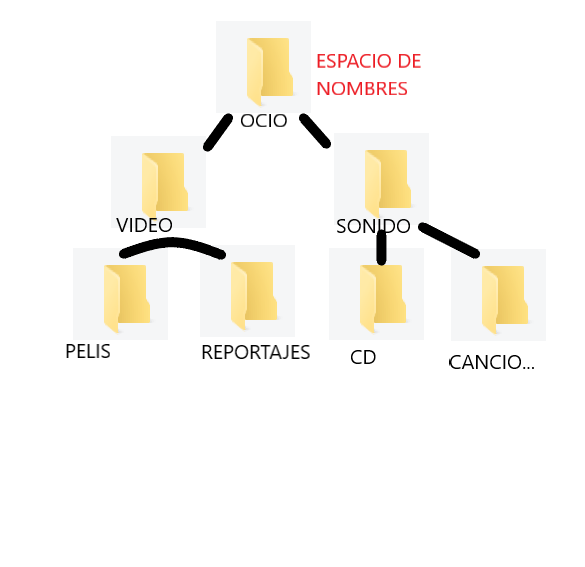 ESPACIO DE
NOMBRES
OCIO
VIDEO
SONIDO
PELIS
REPORTAJES
CD
CANCIO...